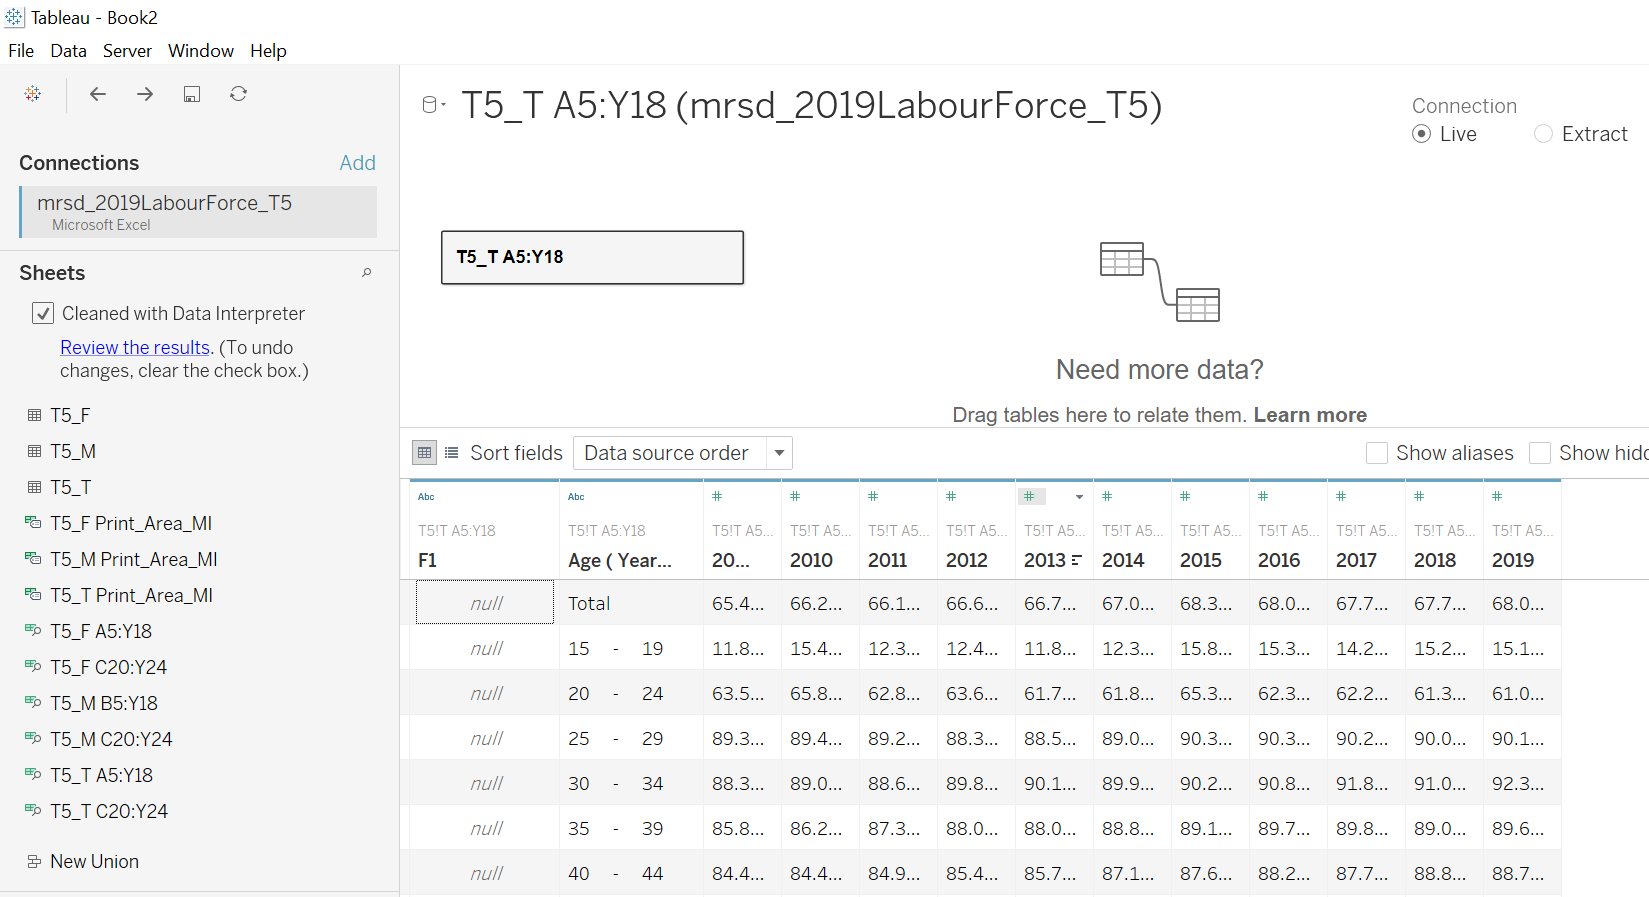 Tableau - Book2
File Data Server Window Help
Connections Add
mrsd_2019LabourForce_T5
Microsoft Excel
Sheets
Cleaned with Data Interpreter
Review the results. (To undo
changes, clear the check box.)
T5_F
T5_M
T5_T
T5_F Print_Area_MI
T5_M Print_Area_MI
T5_T Print_Area_MI
T5_F A5:Y18
T5_F C20:Y24
T5_M B5:Y18
T5_M C20:Y24
T5_T A5:Y18
T5_T C20:Y24
New Union
T5_T A5:Y18 (mrsd_2019LabourForce_T5)
Connection
Live Extract
T5_T A5:Y18
Need more data?
Drag tables here to relate them. Learn more
Sort fields Data source order Show aliases Show hidd
Abc Abc # # # # # # # # # # #
T5!T A5:Y18 T5!T A5:Y18 T5!T A5... T5!T A5... T5!T A5... T5!T A5... T5!T A5... T5!T A5... T5!T A5... T5!T A5... T5!T A5... T5!T A5... T5!T A5...
F1 Age ( Year... 20... 2010 2011 2012 2013 2014 2015 2016 2017 2018 2019
null Total 65.4... 66.2... 66.1... 66.6... 66.7... 67.0... 68.3... 68.0... 67.7... 67.7... 68.0...
null 15 - 19 11.8... 15.4... 12.3... 12.4... 11.8... 12.3... 15.8... 15.3... 14.2... 15.2... 15.1...
null 20 - 24 63.5... 65.8... 62.8... 63.6... 61.7... 61.8... 65.3... 62.3... 62.2... 61.3... 61.0...
null 25 - 29 89.3... 89.4... 89.2... 88.3... 88.5... 89.0... 90.3... 90.3... 90.2... 90.0... 90.1...
null 30 - 34 88.3... 89.0... 88.6... 89.8... 90.1... 89.9... 90.2... 90.8... 91.8... 91.0... 92.3...
null 35 - 39 85.8... 86.2... 87.3... 88.0... 88.0... 88.8... 89.1... 89.7... 89.8... 89.0... 89.6...
null 40 - 44 84.4... 84.4... 84.9... 85.4... 85.7... 87.1... 87.6... 88.2... 87.7... 88.8... 88.7...